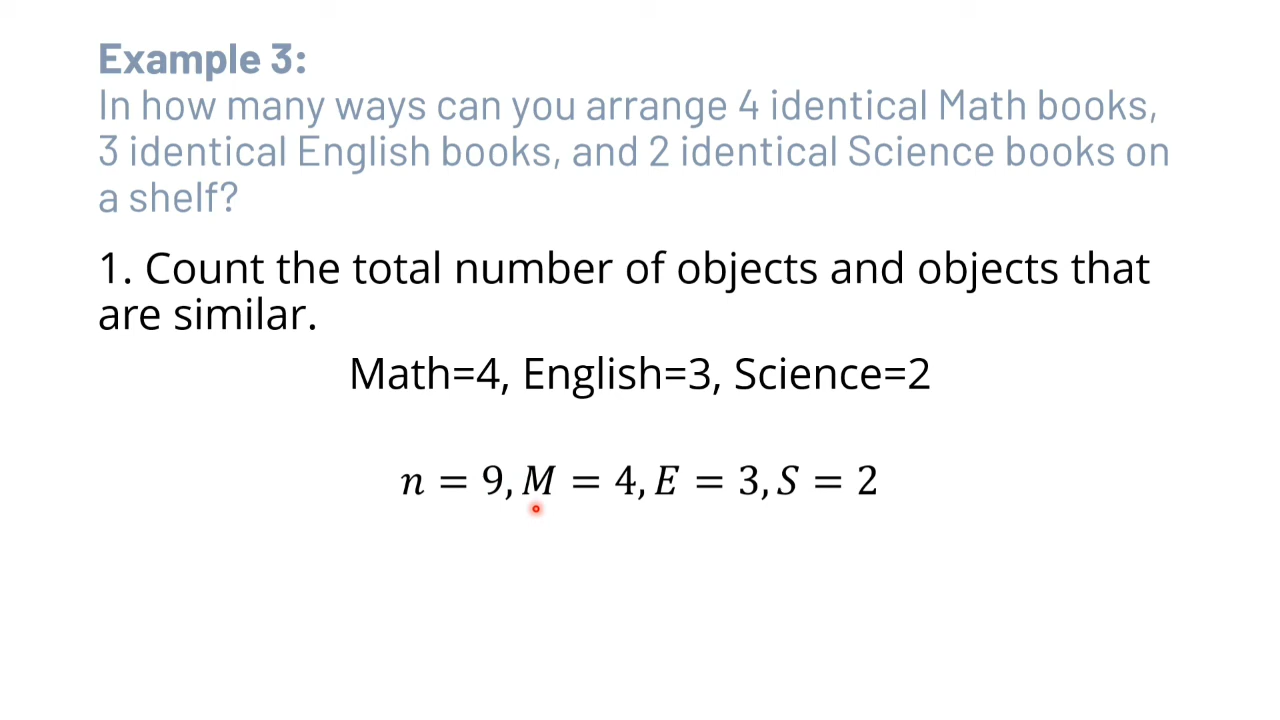 Example 3:
In how many ways can you arrange 4 identical Math books,
3 identical English books, and 2 identical Science books on
a shelf?
1. Count the total number of objects and objects that
are similar.
Math=4, English=3, Science=2
n = 9, M = 4, E = 3, S = 2